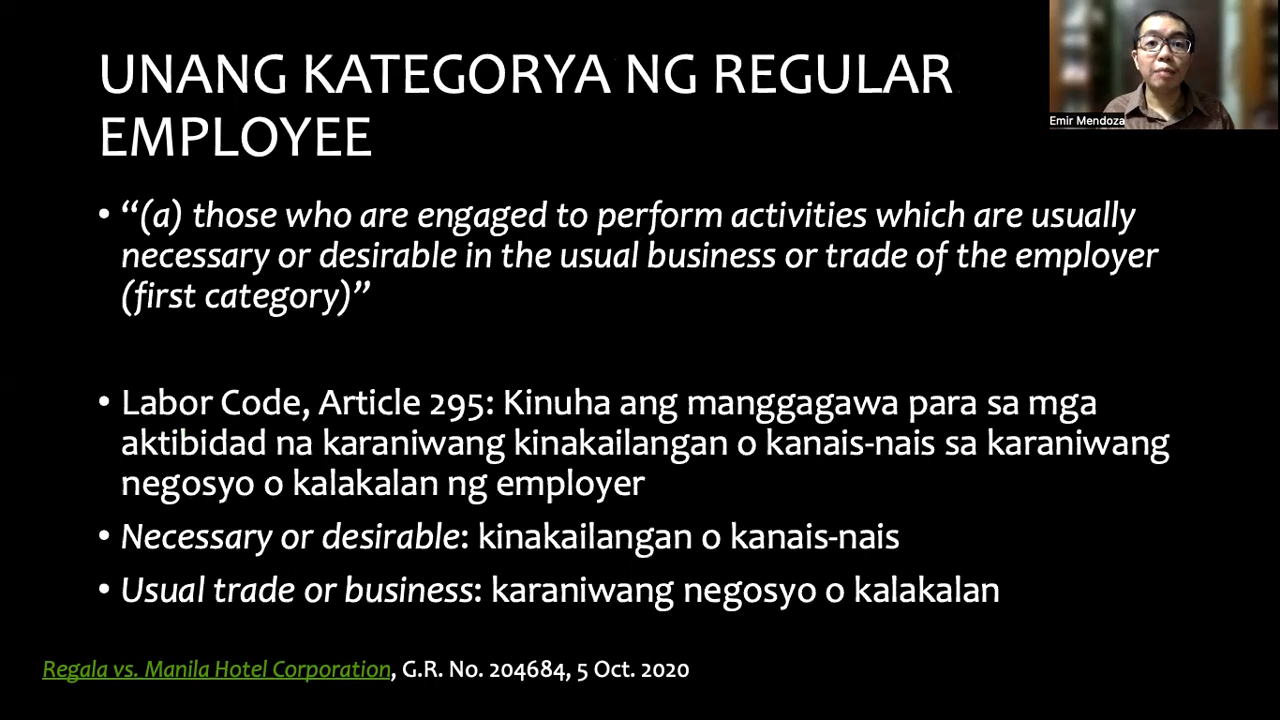 UNANG KATEGORYA NG REGULAR
EMPLOYEE
• “(a) those who are engaged to perform activities which are usually
necessary or desirable in the usual business or trade of the employer
(first category)”
• Labor Code, Article 295: Kinuha ang manggagawa para sa mga
aktibidad na karaniwang kinakailangan o kanais-nais sa karaniwang
negosyo o kalakalan ng employer
• Necessary or desirable: kinakailangan o kanais-nais
• Usual trade or business: karaniwang negosyo o kalakalan
Regala vs. Manila Hotel Corporation, G.R. No. 204684, 5 Oct. 2020
Emir Mendoza